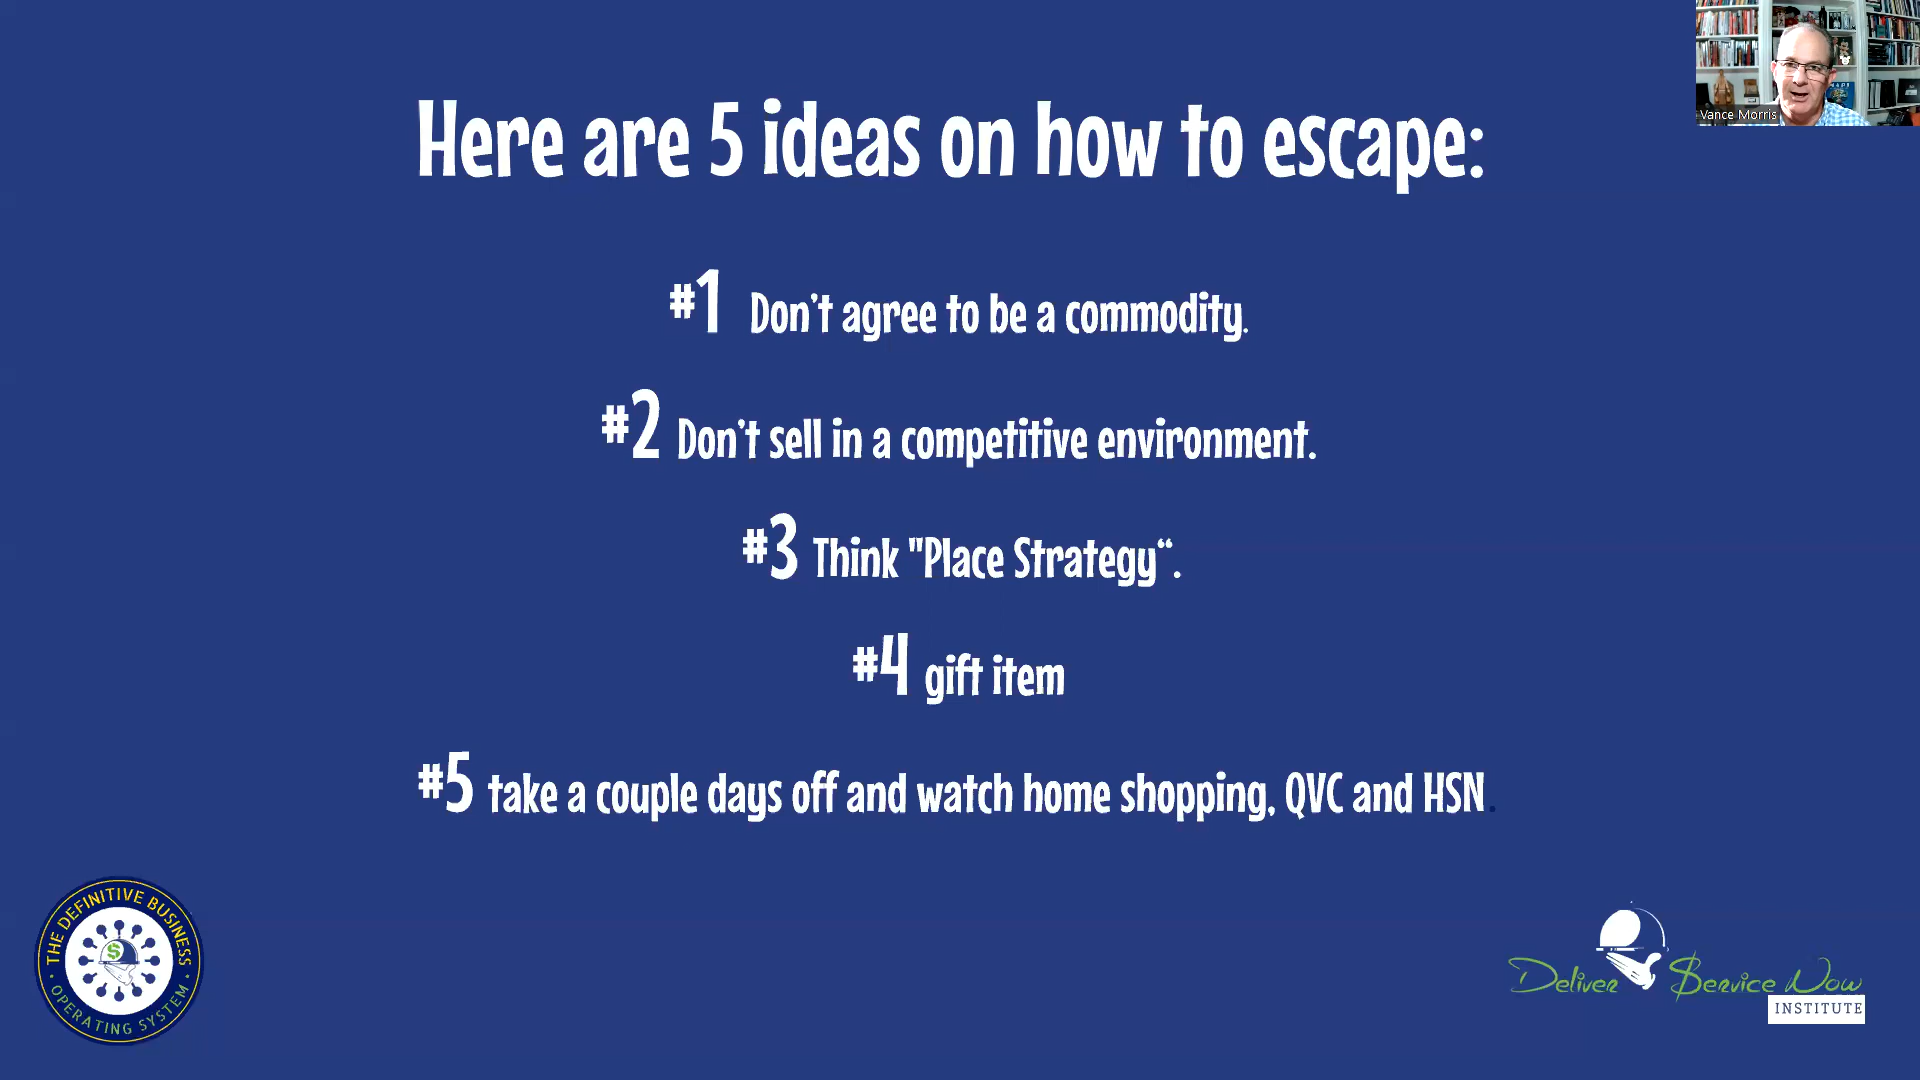 Here are 5 ideas on how to escape:
Vance Morris
#1 Don't agree to be a commodity.
#2 Don't sell in a competitive environment.
#3 Think "Place Strategy“.
#4 gift item
#5 take a couple days off and watch home shopping, QVC and HSN.
THE DEFINITIVE BUSINESS
OPERATING SYSTEM
$
Deliver $ervice Now
INSTITUTE